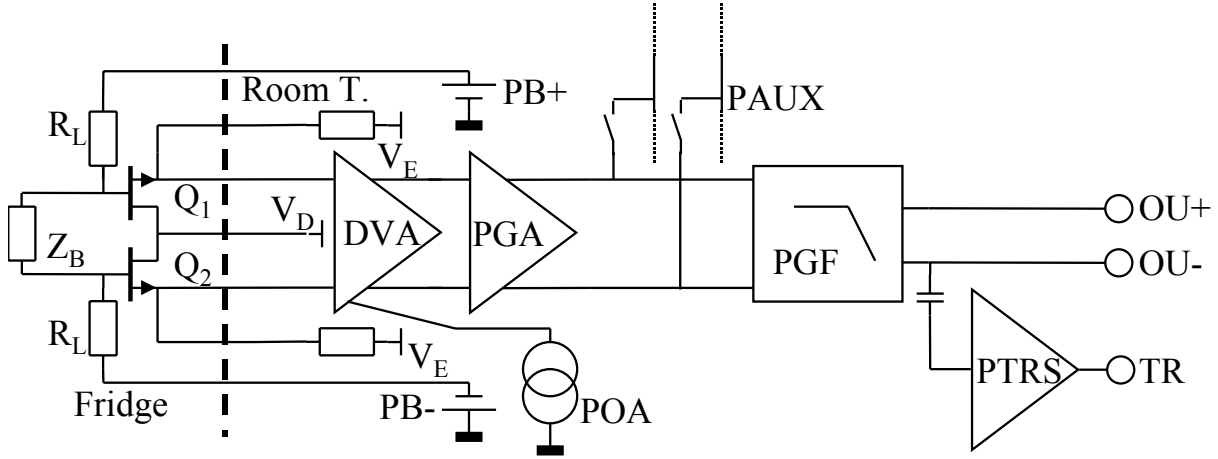 Room T.
PB+
PAUX
R_L
V_E
Q_1
V_D
DVA
PGA
PGF
OU+
Z_B
Q_2
OU-
R_L
V_E
PTRS
TR
Fridge
PB-
POA